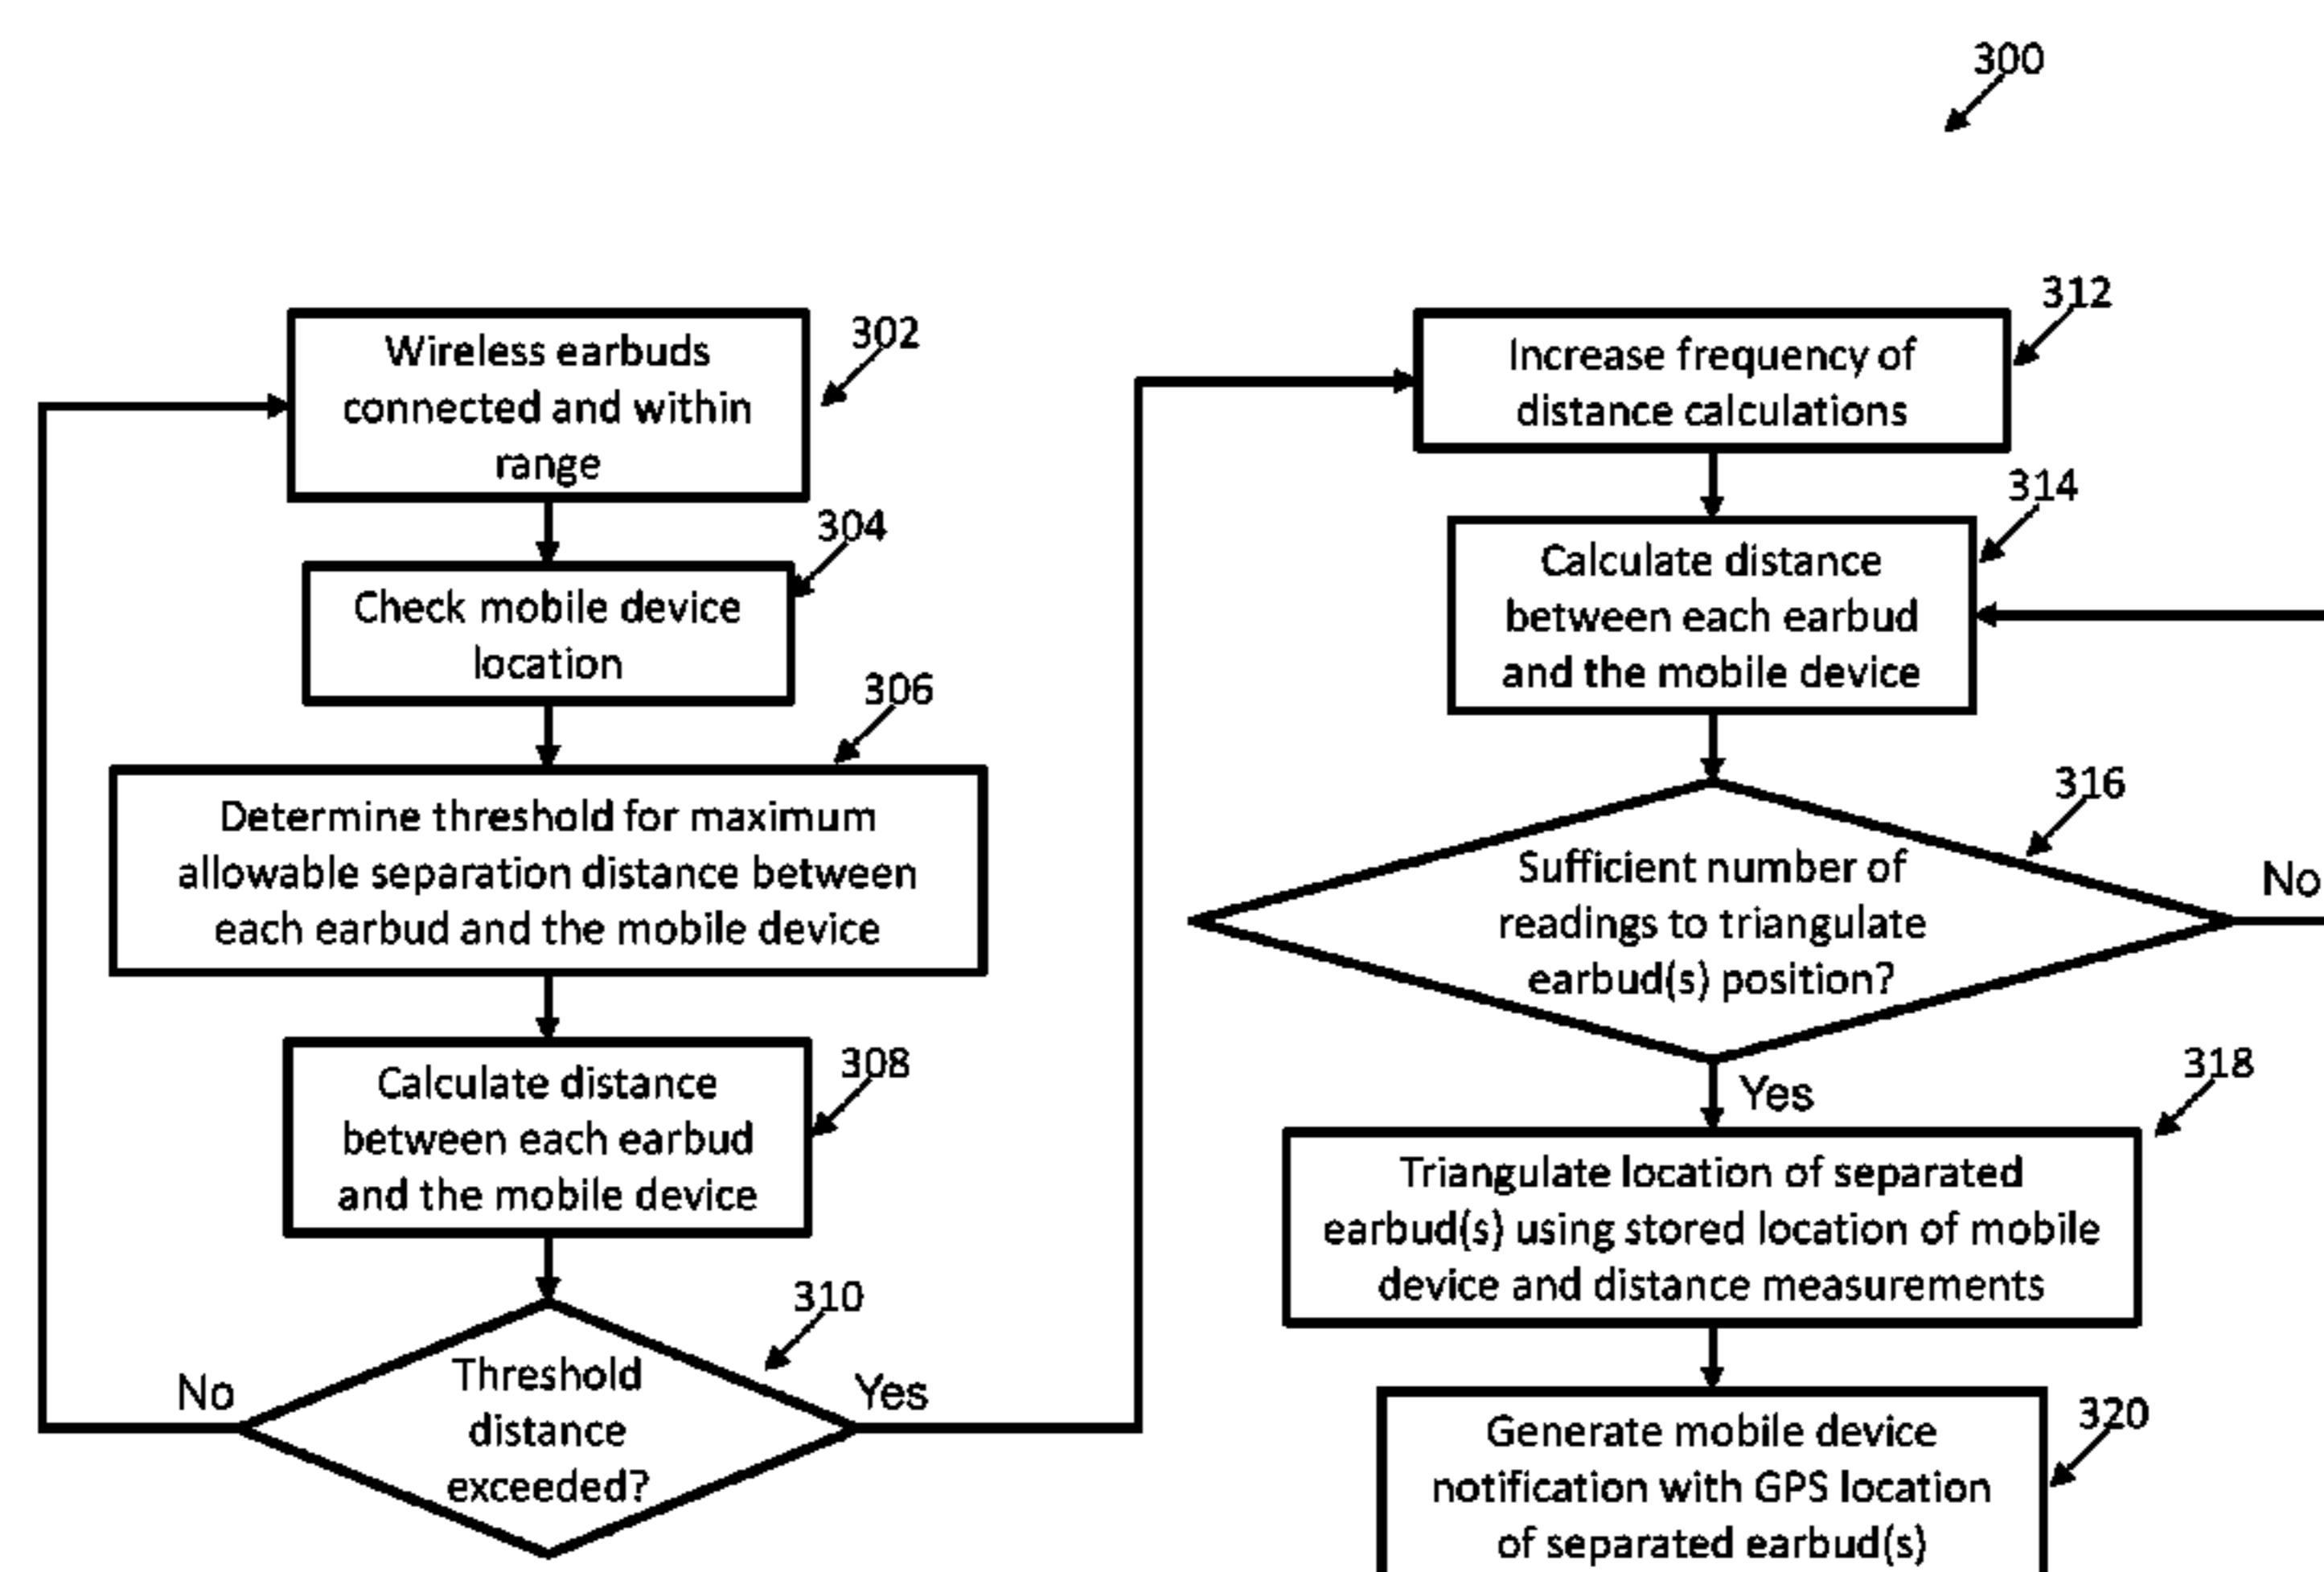 300
Wireless earbuds
connected and within
range
302
Check mobile device
location
304
Determine threshold for maximum
allowable separation distance between
each earbud and the mobile device
306
Calculate distance
between each earbud
and the mobile device
308
Threshold
distance
exceeded?
310
No
Yes
Increase frequency of
distance calculations
312
Calculate distance
between each earbud
and the mobile device
314
Sufficient number of
readings to triangulate
earbud(s) position?
316
No
Yes
Triangulate location of separated
earbud(s) using stored location of mobile
device and distance measurements
318
Generate mobile device
notification with GPS location
of separated earbud(s)
320